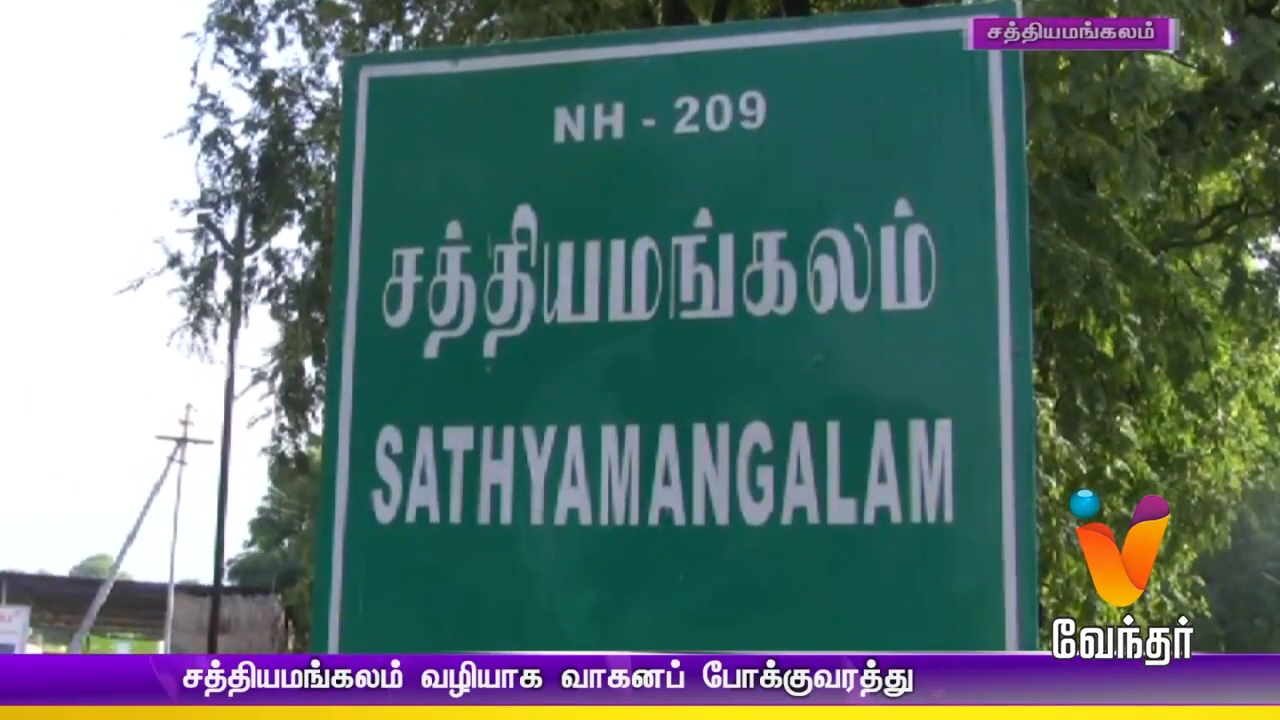 சத்தியமங்கலம்
NH - 209
சத்தியமங்கலம்
SATHYAMANGALAM
வேந்தர்
சத்தியமங்கலம் வழியாக வாகனப் போக்குவரத்து